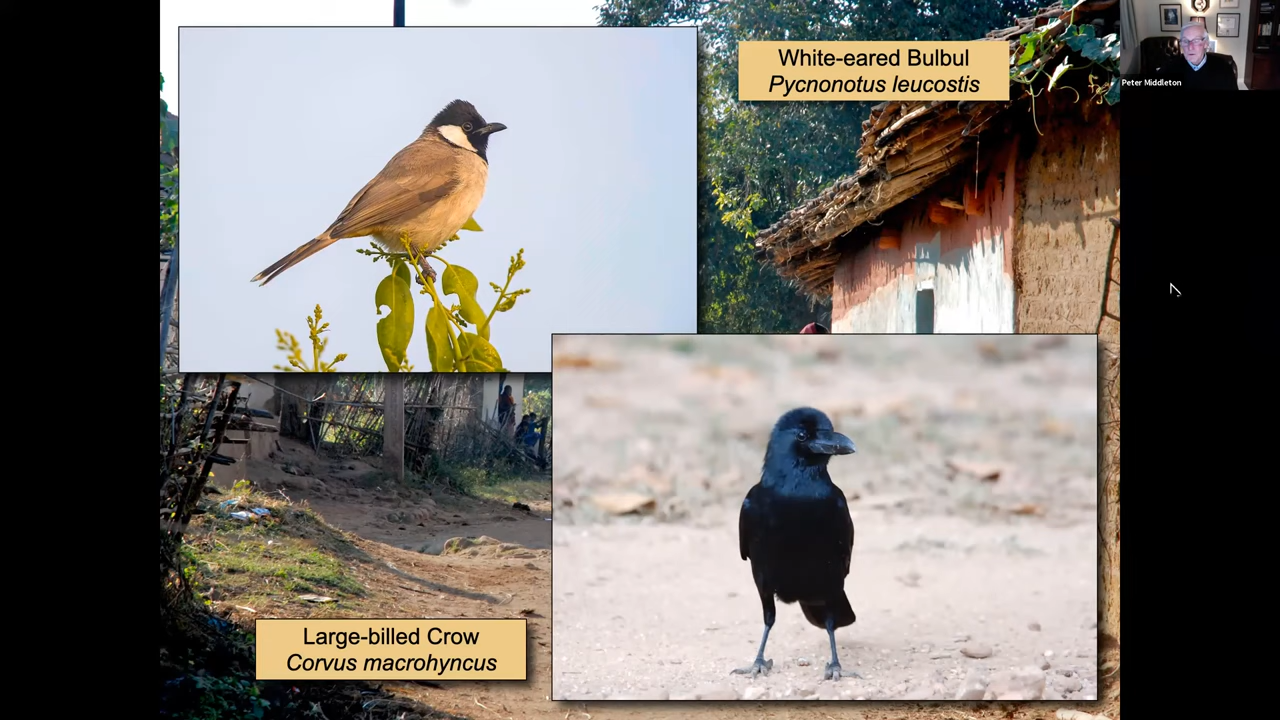 White-eared Bulbul
Pycnonotus leucostis
Peter Middleton
Large-billed Crow
Corvus macrohyncus